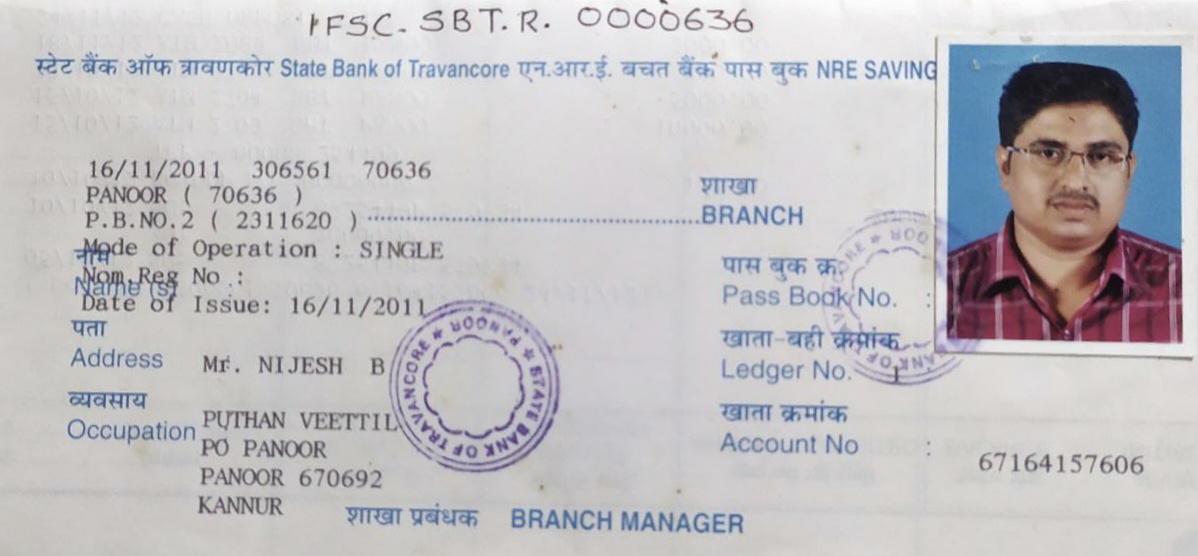 IFSC. SBT.R. 0000636
स्टेट बैंक ऑफ त्रावणकोर State Bank of Travancore एन.आर.ई. बचत बैंक पास बुक NRE SAVING
16/11/2011 306561 70636
PANOOR ( 70636 )
शाखा
P.B.NO.2 ( 2311620 ) BRANCH
Mode of Operation : SINGLE
नाम
Nom.Reg No :
Name (s)
पास बुक क्र
Date of Issue: 16/11/2011
Pass Book No. :
पता
खाता-बही क्रमांक
Address Mr. NIJESH B
Ledger No. 1
व्यवसाय
खाता क्रमांक
Occupation PUTHAN VEETTIL
Account No : 67164157606
PO PANOOR
PANOOR 670692
KANNUR
शाखा प्रबंधक BRANCH MANAGER
STATE BANK OF TRAVANCORE * PANOOR *